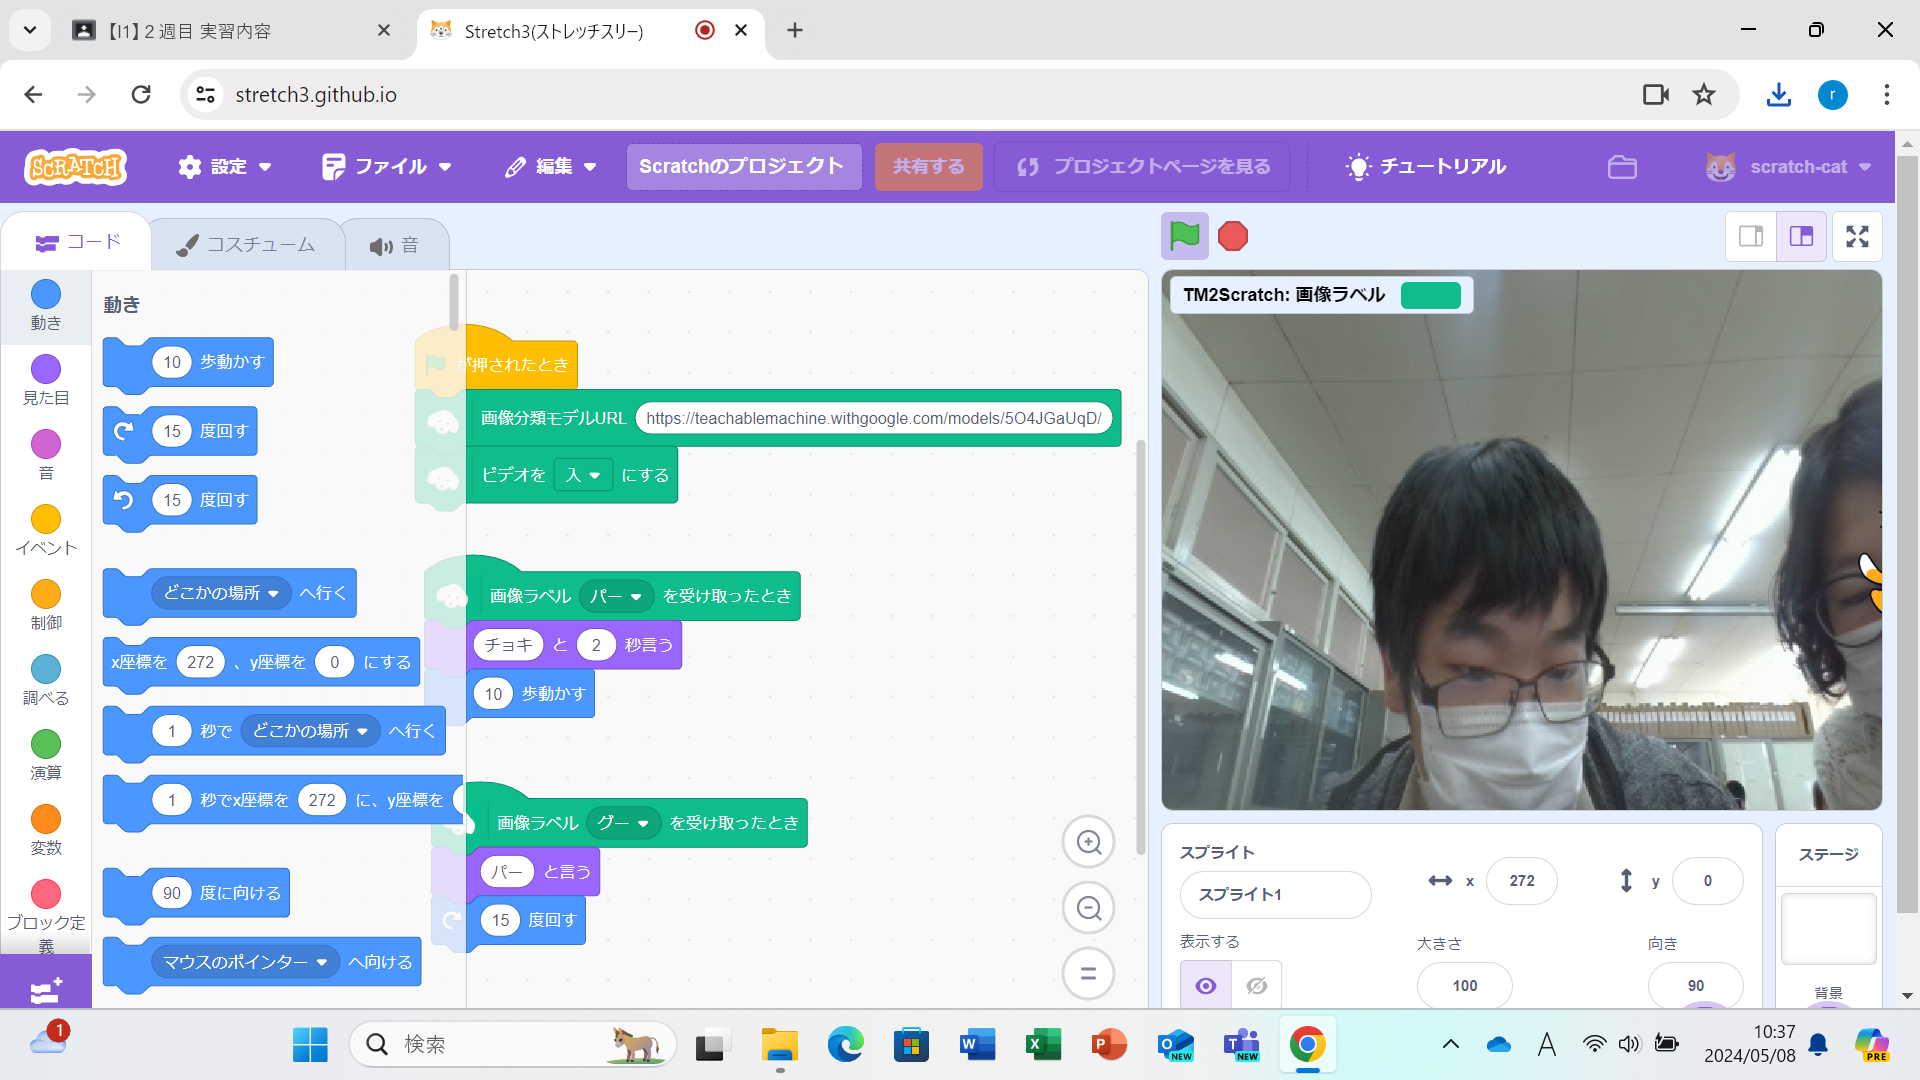 【I1】2 週目 実習内容
Stretch3(ストレッチスリー)
stretch3.github.io
r
SCRATCH
設定
ファイル
編集
Scratchのプロジェクト
共有する
プロジェクトページを見る
チュートリアル
scratch-cat
コード
コスチューム
音
動き
見た目
音
イベント
制御
調べる
演算
変数
ブロック定
義
動き
10 歩動かす
15 度回す
15 度回す
どこかの場所 へ行く
x座標を 272 、y座標を 0 にする
1 秒で どこかの場所 へ行く
1 秒でx座標を 272 に、y座標を
90 度に向ける
マウスのポインター へ向ける
が押されたとき
画像分類モデルURL https://teachablemachine.withgoogle.com/models/5O4JGaUqD/
ビデオを 入 にする
画像ラベル パー を受け取ったとき
チョキ と 2 秒言う
10 歩動かす
画像ラベル グー を受け取ったとき
パー と言う
15 度回す
TM2Scratch: 画像ラベル
スプライト
スプライト1
x 272
y 0
表示する
大きさ
100
向き
90
ステージ
背景
1
検索
NEW
NEW
A
10:37
2024/05/08
PRE